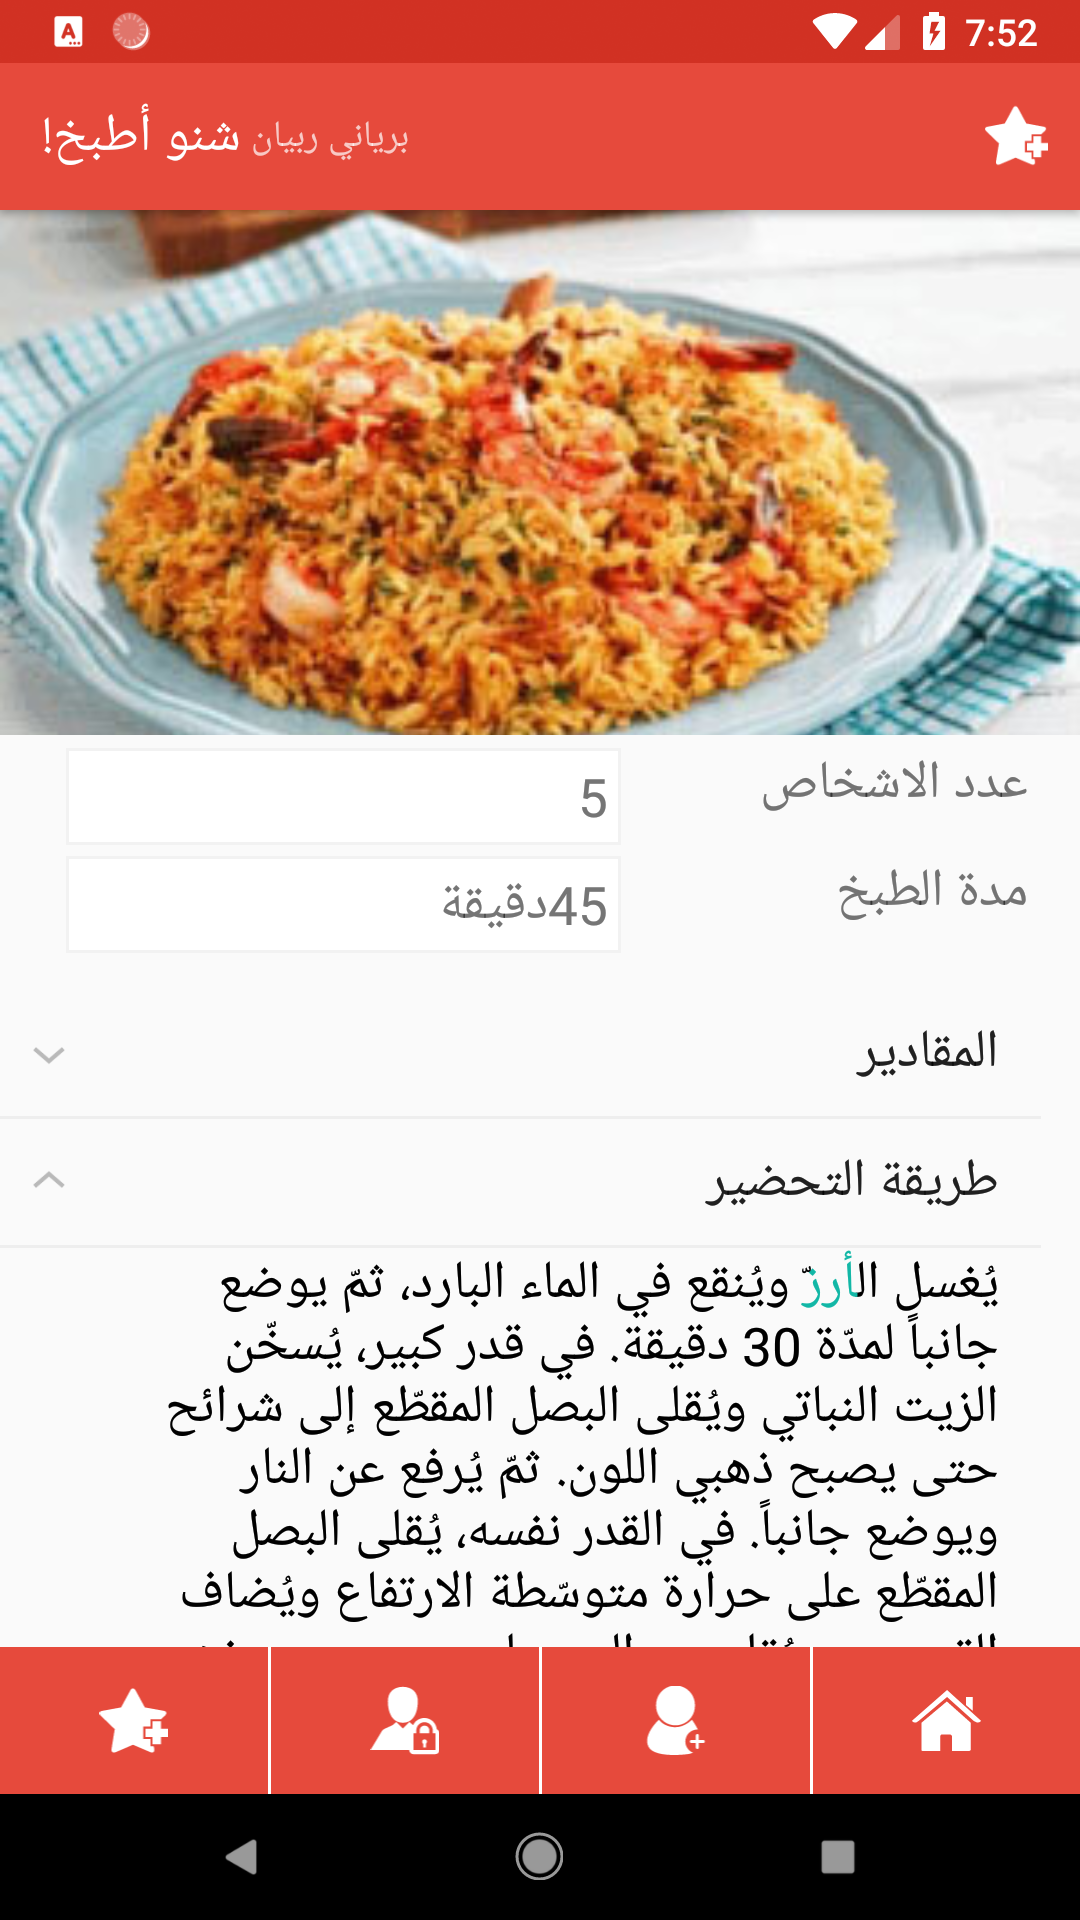 7:52
شنو أطبخ! برياني ربيان
عدد الاشخاص
5
مدة الطبخ
45دقيقة
المقادير
طريقة التحضير
يُغسل الأرزّ ويُنقع في الماء البارد، ثمّ يوضع
جانباً لمدّة 30 دقيقة. في قدر كبير، يُسخّن
الزيت النباتي ويُقلى البصل المقطّع إلى شرائح
حتى يصبح ذهبي اللون. ثمّ يُرفع عن النار
ويوضع جانباً. في القدر نفسه، يُقلى البصل
المقطّع على حرارة متوسّطة الارتفاع ويُضاف